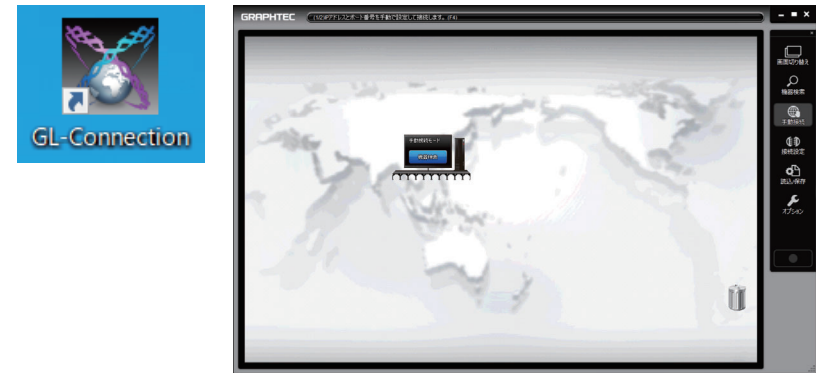 GL-Connection
GRAPHTEC
(1/2)IPアドレスとポート番号を手動で設定して接続します。(F4)
画面切り替え
機器検索
手動接続
接続設定
読込/保存
オプション
手動接続モード